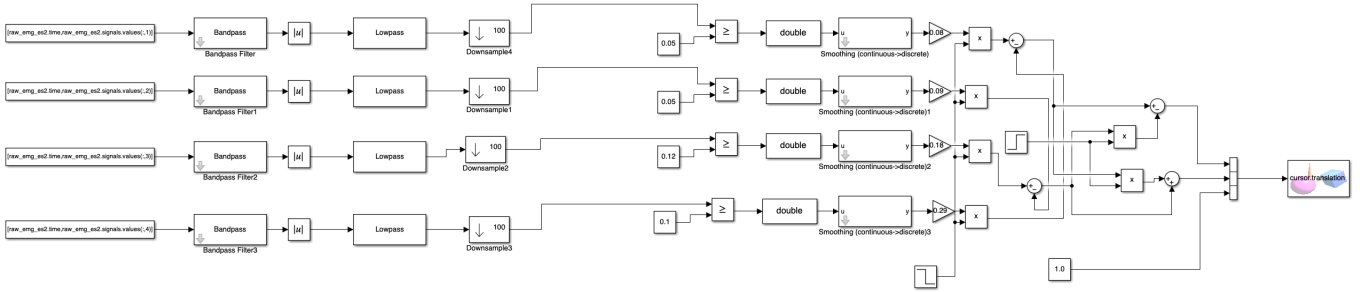 [raw_emg_es2.time,raw_emg_es2.signals.values(:,1)]
Bandpass
Bandpass Filter
|u|
Lowpass
100
Downsample4
0.05
≥
double
u
y
Smoothing (continuous->discrete)
0.08
x
+
−
[raw_emg_es2.time,raw_emg_es2.signals.values(:,2)]
Bandpass
Bandpass Filter1
|u|
Lowpass
100
Downsample1
0.05
≥
double
u
y
Smoothing (continuous->discrete)1
0.09
x
+
−
[raw_emg_es2.time,raw_emg_es2.signals.values(:,3)]
Bandpass
Bandpass Filter2
|u|
Lowpass
100
Downsample2
0.12
≥
double
u
y
Smoothing (continuous->discrete)2
0.18
x
x
+
−
x
+
+
cursor.translation
[raw_emg_es2.time,raw_emg_es2.signals.values(:,4)]
Bandpass
Bandpass Filter3
|u|
Lowpass
100
Downsample3
0.1
≥
double
u
y
Smoothing (continuous->discrete)3
0.29
x
1.0